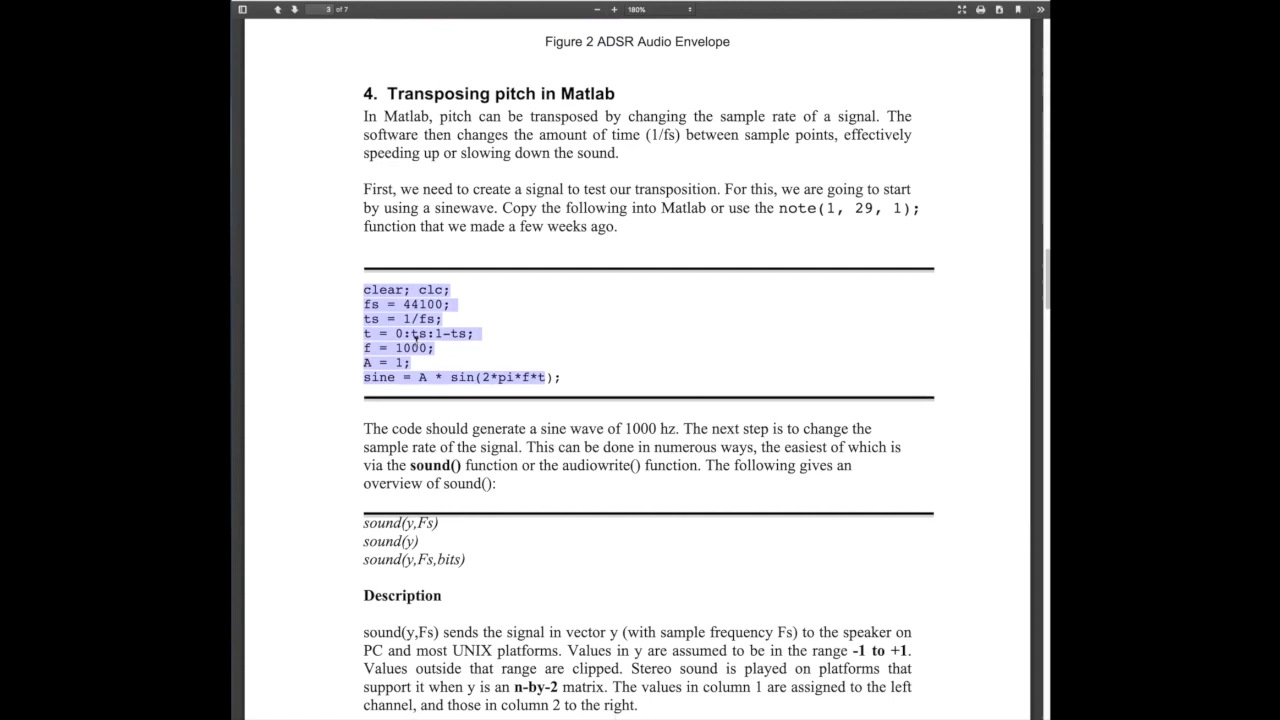 3 of 7
180%
Figure 2 ADSR Audio Envelope
4. Transposing pitch in Matlab
In Matlab, pitch can be transposed by changing the sample rate of a signal. The
software then changes the amount of time (1/fs) between sample points, effectively
speeding up or slowing down the sound.
First, we need to create a signal to test our transposition. For this, we are going to start
by using a sinewave. Copy the following into Matlab or use the note(1, 29, 1);
function that we made a few weeks ago.
clear; clc;
fs = 44100;
ts = 1/fs;
t = 0:ts:1-ts;
f = 1000;
A = 1;
sine = A * sin(2*pi*f*t);
The code should generate a sine wave of 1000 hz. The next step is to change the
sample rate of the signal. This can be done in numerous ways, the easiest of which is
via the sound() function or the audiowrite() function. The following gives an
overview of sound():
sound(y,Fs)
sound(y)
sound(y,Fs,bits)
Description
sound(y,Fs) sends the signal in vector y (with sample frequency Fs) to the speaker on
PC and most UNIX platforms. Values in y are assumed to be in the range -1 to +1.
Values outside that range are clipped. Stereo sound is played on platforms that
support it when y is an n-by-2 matrix. The values in column 1 are assigned to the left
channel, and those in column 2 to the right.